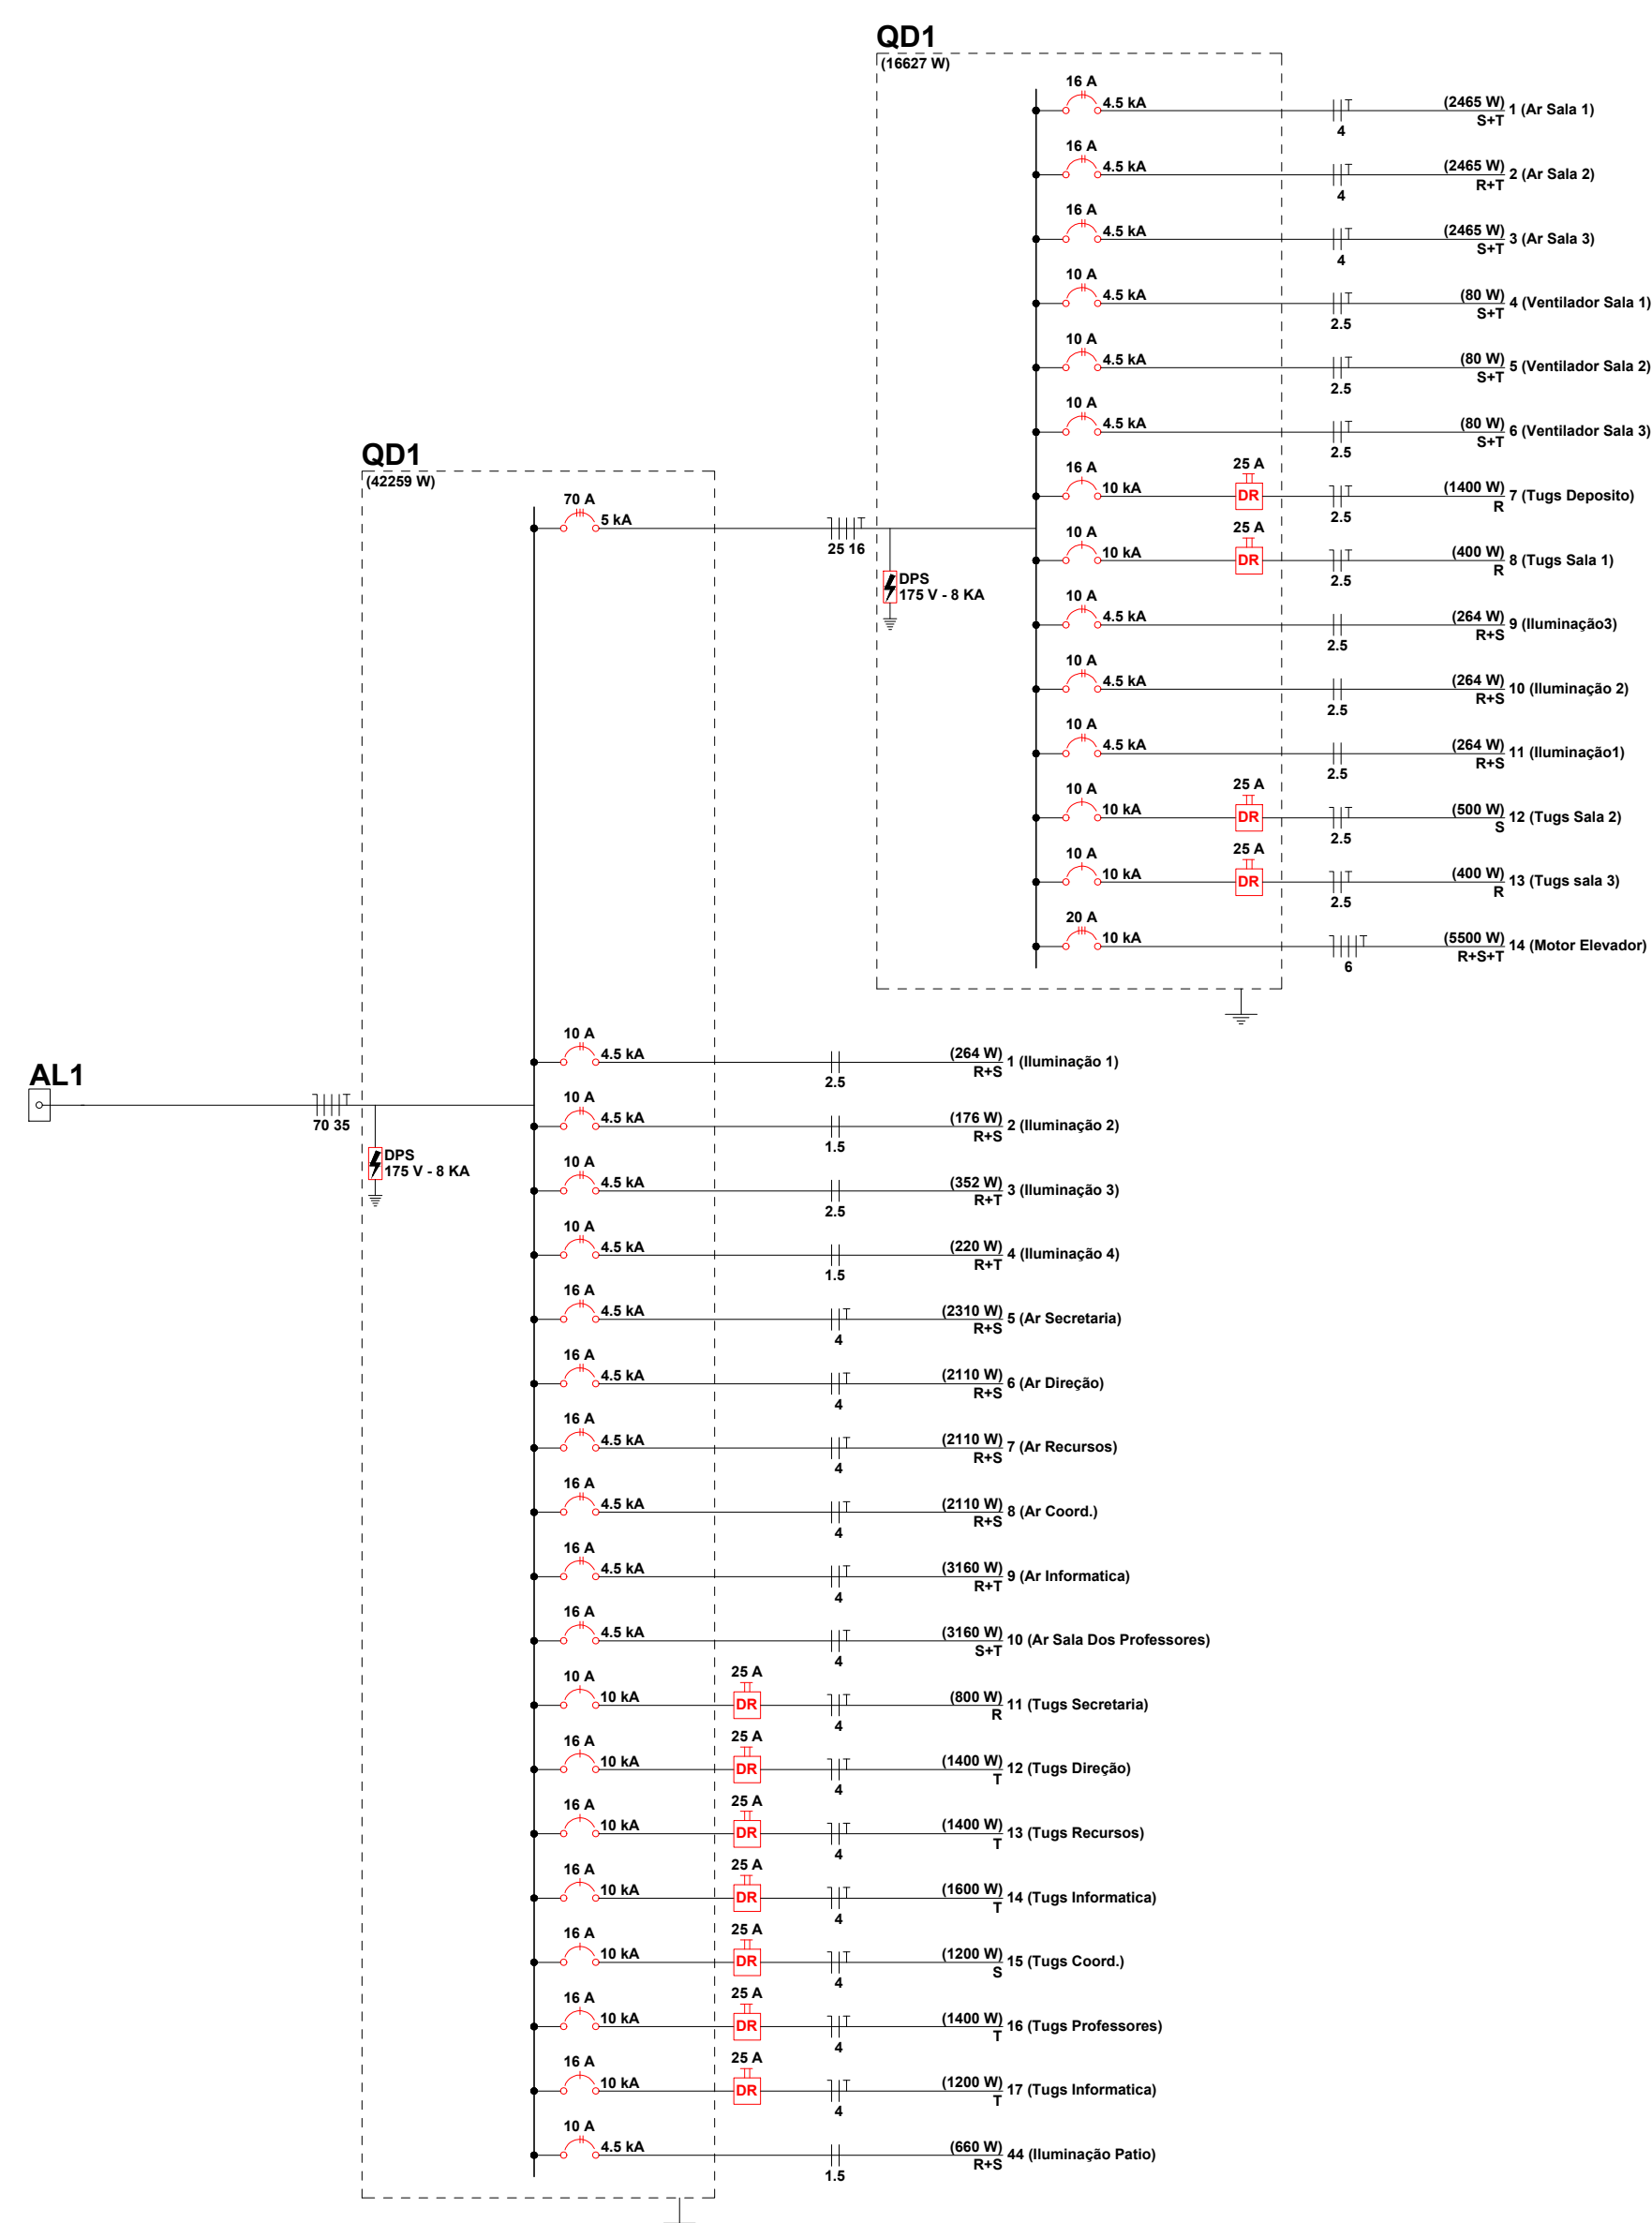 QD1
(16627 W)
16 A
4.5 kA
4
(2465 W)
S+T
1 (Ar Sala 1)
16 A
4.5 kA
4
(2465 W)
R+T
2 (Ar Sala 2)
16 A
4.5 kA
4
(2465 W)
S+T
3 (Ar Sala 3)
10 A
4.5 kA
2.5
(80 W)
S+T
4 (Ventilador Sala 1)
10 A
4.5 kA
2.5
(80 W)
S+T
5 (Ventilador Sala 2)
10 A
4.5 kA
2.5
(80 W)
S+T
6 (Ventilador Sala 3)
16 A
10 kA
25 A
DR
2.5
(1400 W)
R
7 (Tugs Deposito)
10 A
10 kA
25 A
DR
2.5
(400 W)
R
8 (Tugs Sala 1)
10 A
4.5 kA
2.5
(264 W)
R+S
9 (Iluminação3)
10 A
4.5 kA
2.5
(264 W)
R+S
10 (Iluminação 2)
10 A
4.5 kA
2.5
(264 W)
R+S
11 (Iluminação1)
10 A
10 kA
25 A
DR
2.5
(500 W)
S
12 (Tugs Sala 2)
10 A
10 kA
25 A
DR
2.5
(400 W)
R
13 (Tugs sala 3)
20 A
10 kA
6
(5500 W)
R+S+T
14 (Motor Elevador)
QD1
(42259 W)
70 A
5 kA
25 16
T
DPS
175 V - 8 KA
AL1
70 35
T
DPS
175 V - 8 KA
10 A
4.5 kA
2.5
(264 W)
R+S
1 (Iluminação 1)
10 A
4.5 kA
1.5
(176 W)
R+S
2 (Iluminação 2)
10 A
4.5 kA
2.5
(352 W)
R+T
3 (Iluminação 3)
10 A
4.5 kA
1.5
(220 W)
R+T
4 (Iluminação 4)
16 A
4.5 kA
4
(2310 W)
R+S
5 (Ar Secretaria)
16 A
4.5 kA
4
(2110 W)
R+S
6 (Ar Direção)
16 A
4.5 kA
4
(2110 W)
R+S
7 (Ar Recursos)
16 A
4.5 kA
4
(2110 W)
R+S
8 (Ar Coord.)
16 A
4.5 kA
4
(3160 W)
R+T
9 (Ar Informatica)
16 A
4.5 kA
4
(3160 W)
S+T
10 (Ar Sala Dos Professores)
10 A
10 kA
25 A
DR
4
(800 W)
R
11 (Tugs Secretaria)
16 A
10 kA
25 A
DR
4
(1400 W)
T
12 (Tugs Direção)
16 A
10 kA
25 A
DR
4
(1400 W)
T
13 (Tugs Recursos)
16 A
10 kA
25 A
DR
4
(1600 W)
T
14 (Tugs Informatica)
16 A
10 kA
25 A
DR
4
(1200 W)
S
15 (Tugs Coord.)
16 A
10 kA
25 A
DR
4
(1400 W)
T
16 (Tugs Professores)
16 A
10 kA
25 A
DR
4
(1200 W)
T
17 (Tugs Informatica)
10 A
4.5 kA
1.5
(660 W)
R+S
44 (Iluminação Patio)